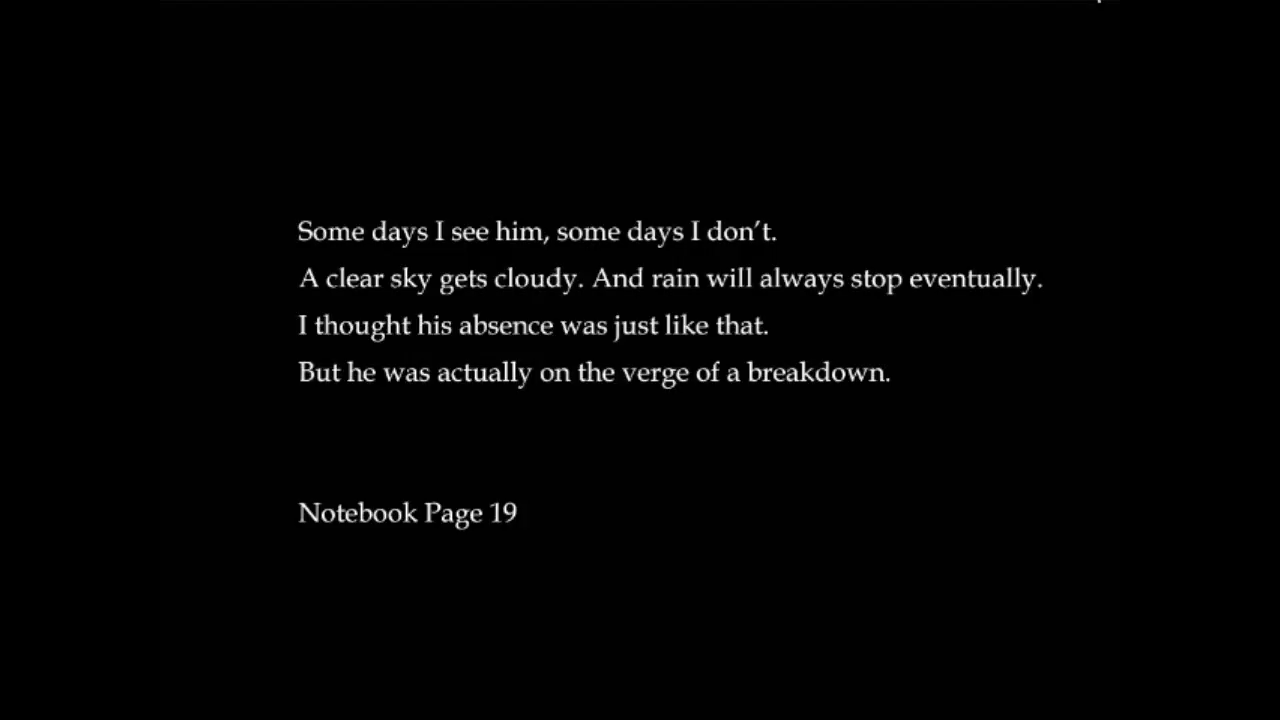 Some days I see him, some days I don’t.
A clear sky gets cloudy. And rain will always stop eventually.
I thought his absence was just like that.
But he was actually on the verge of a breakdown.
Notebook Page 19